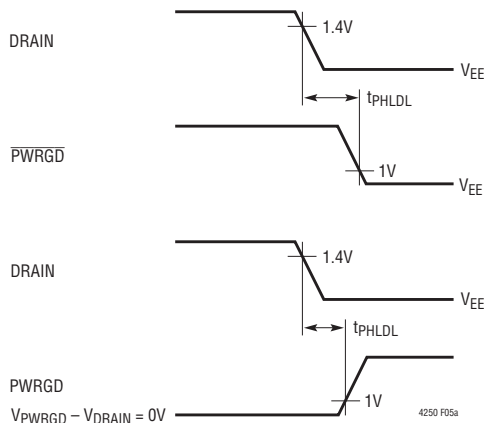 DRAIN
1.4V
VEE
tPHLDL
PWRGD
1V
VEE
DRAIN
1.4V
VEE
tPHLDL
PWRGD
1V
VPWRGD – VDRAIN = 0V
4250 F05a